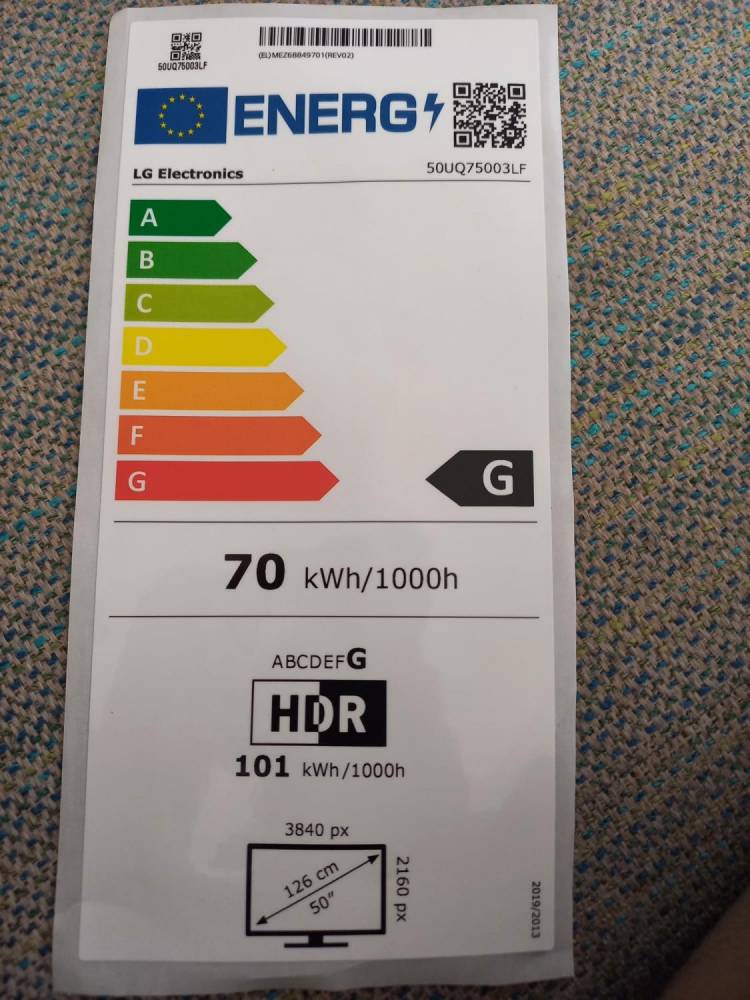 50UQ75003LF
(EL)MEZ68849701(REV02)
ENERG
LG Electronics
50UQ75003LF
A
B
C
D
E
F
G
G
70 kWh/1000h
ABCDEFG
HDR
101 kWh/1000h
3840 px
126 cm
50"
2160 px
2019/2013